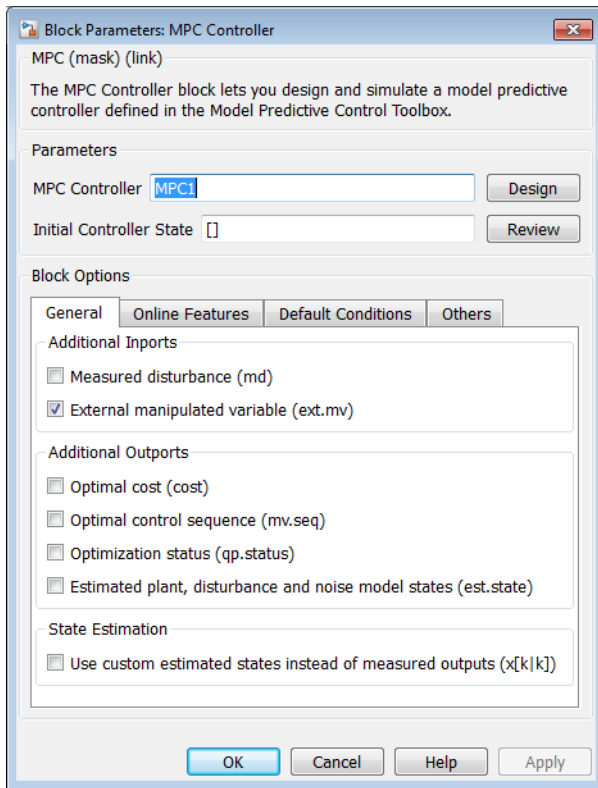 Block Parameters: MPC Controller
MPC (mask) (link)
The MPC Controller block lets you design and simulate a model predictive
controller defined in the Model Predictive Control Toolbox.
Parameters
MPC Controller MPC1 Design
Initial Controller State [] Review
Block Options
General Online Features Default Conditions Others
Additional Inports
Measured disturbance (md)
External manipulated variable (ext.mv)
Additional Outports
Optimal cost (cost)
Optimal control sequence (mv.seq)
Optimization status (qp.status)
Estimated plant, disturbance and noise model states (est.state)
State Estimation
Use custom estimated states instead of measured outputs (x[k|k])
OK Cancel Help Apply